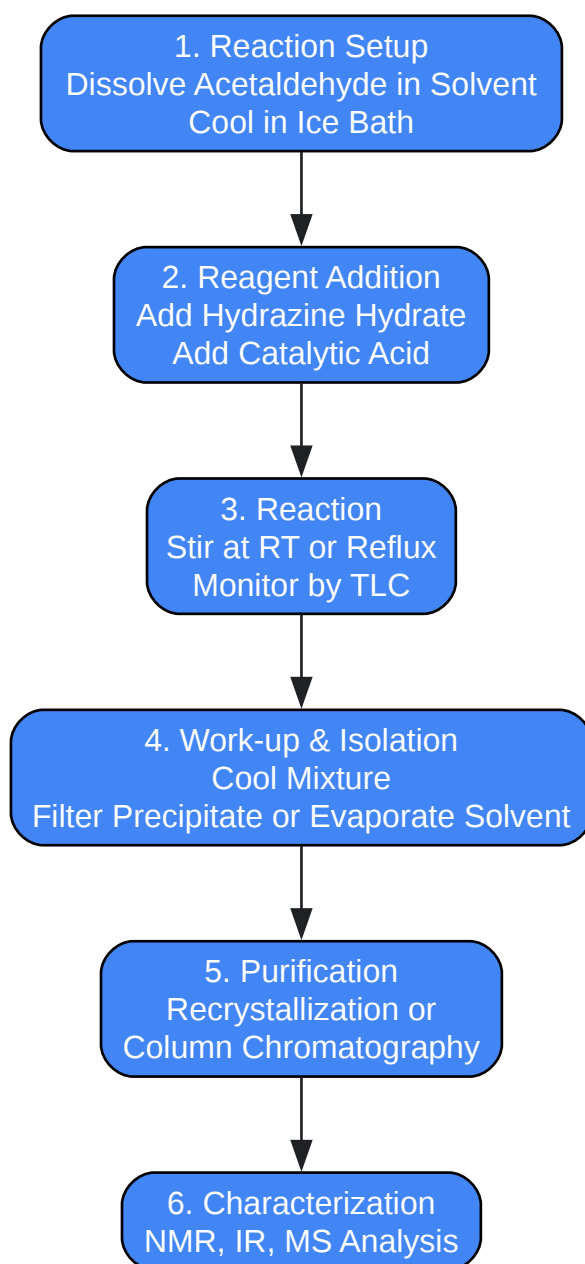 1. Reaction Setup
Dissolve Acetaldehyde in Solvent
Cool in Ice Bath
2. Reagent Addition
Add Hydrazine Hydrate
Add Catalytic Acid
3. Reaction
Stir at RT or Reflux
Monitor by TLC
4. Work-up & Isolation
Cool Mixture
Filter Precipitate or Evaporate Solvent
5. Purification
Recrystallization or
Column Chromatography
6. Characterization
NMR, IR, MS Analysis